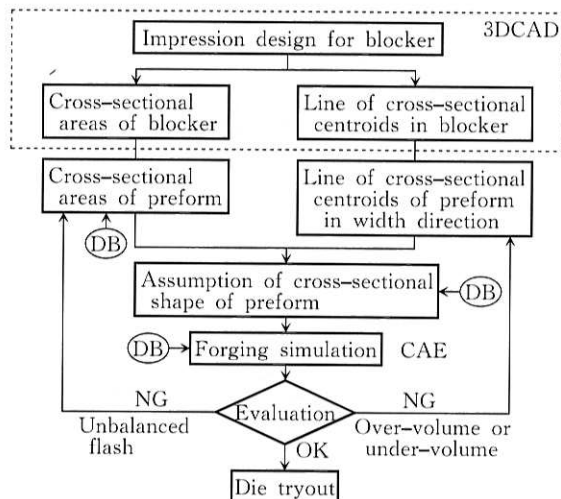 3DCAD
Impression design for blocker
Cross-sectional
areas of blocker
Line of cross-sectional
centroids in blocker
Cross-sectional
areas of preform
Line of cross-sectional
centroids of preform
in width direction
DB
Assumption of cross-sectional
shape of preform
DB
DB
Forging simulation
CAE
NG
Evaluation
NG
Unbalanced
flash
Over-volume or
under-volume
OK
Die tryout